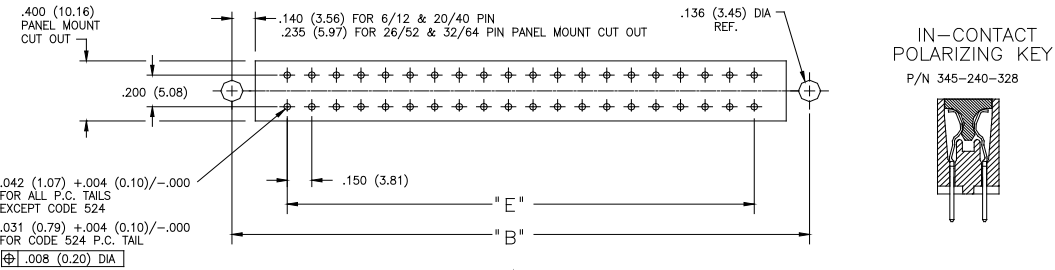 .400 (10.16)
PANEL MOUNT
CUT OUT
.140 (3.56) FOR 6/12 & 20/40 PIN
.235 (5.97) FOR 26/52 & 32/64 PIN PANEL MOUNT CUT OUT
.136 (3.45) DIA
REF.
IN-CONTACT
POLARIZING KEY
P/N 345-240-328
.200 (5.08)
.042 (1.07) +.004 (0.10)/-.000
FOR ALL P.C. TAILS
EXCEPT CODE 524
.150 (3.81)
"E"
.031 (0.79) +.004 (0.10)/-.000
FOR CODE 524 P.C. TAIL
"B"
⌖ .008 (0.20) DIA